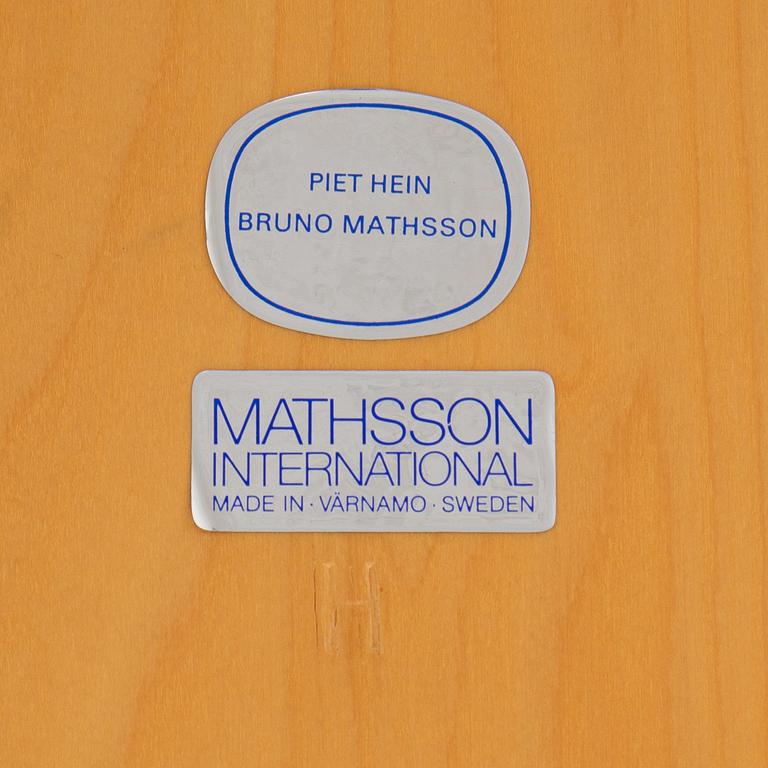 PIET HEIN
BRUNO MATHSSON
MATHSSON
INTERNATIONAL
MADE IN · VÄRNAMO · SWEDEN
H